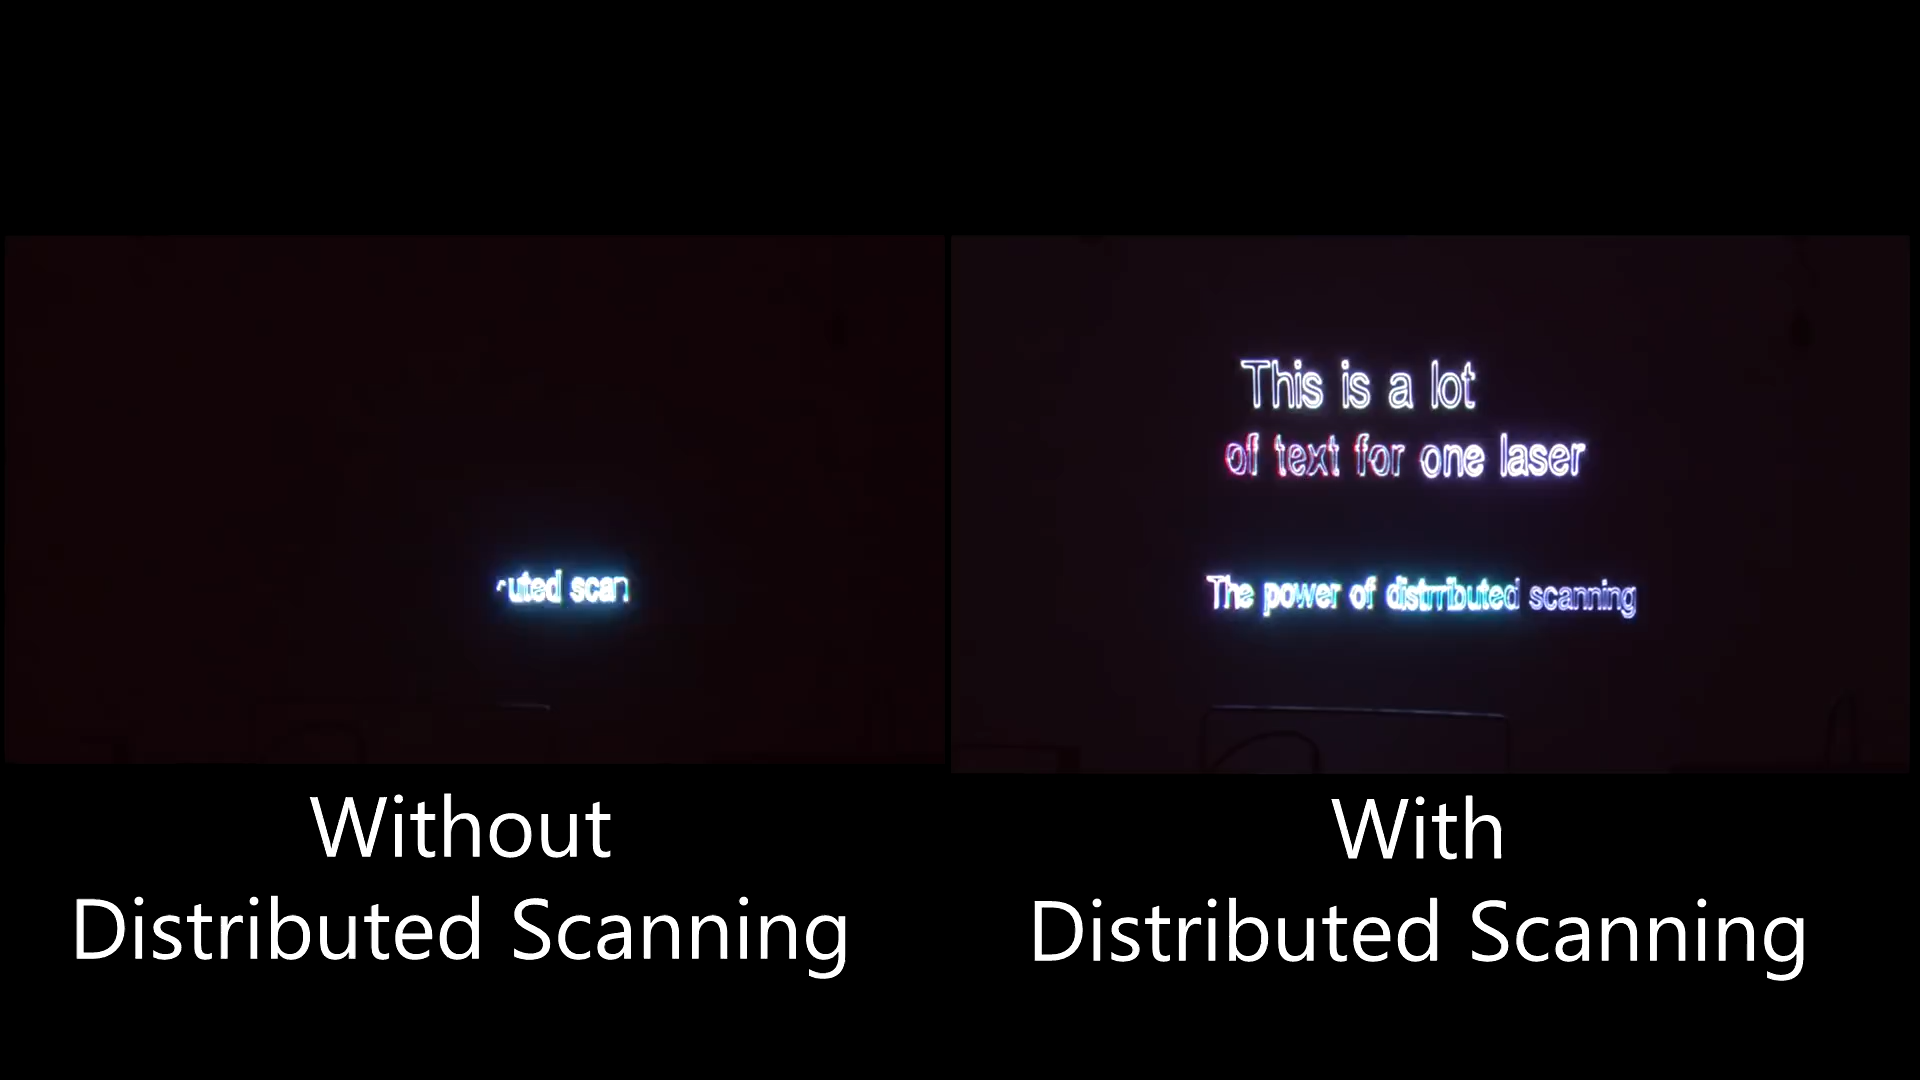 uted scan
This is a lot
of text for one laser
The power of distrributed scanning
Without
Distributed Scanning
With
Distributed Scanning